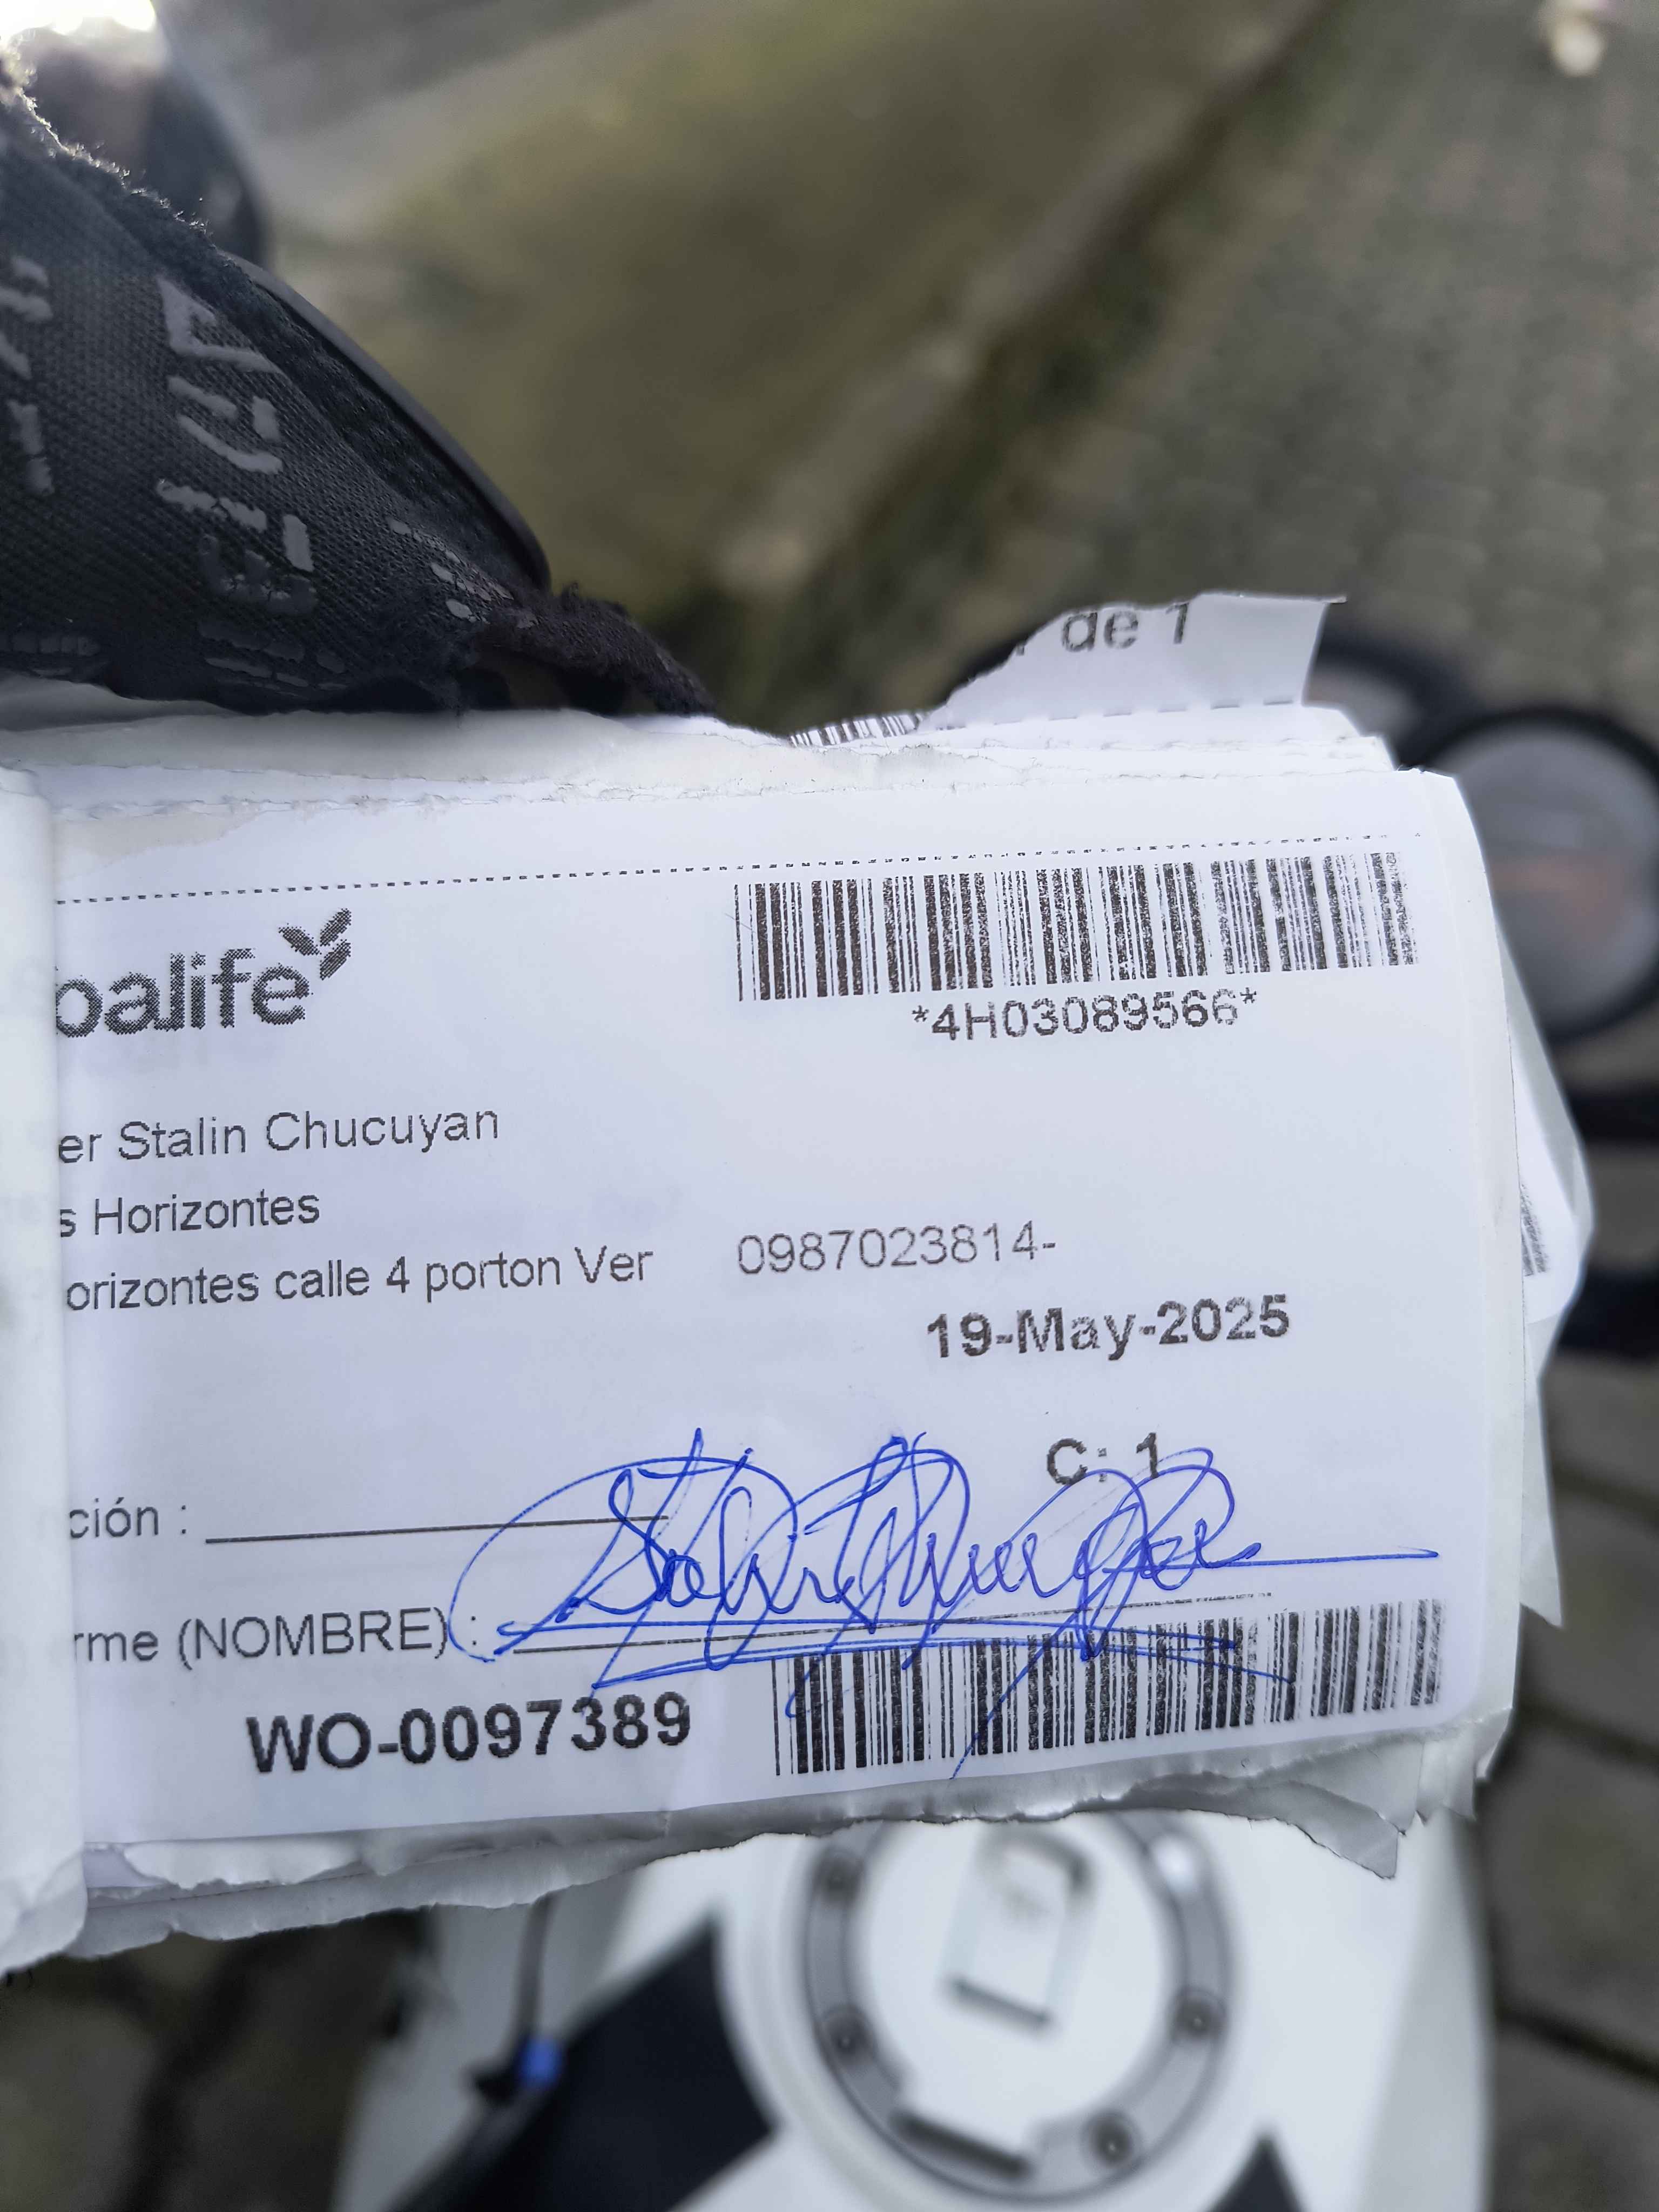 de 1
balife
*4H03089566*
er Stalin Chucuyan
s Horizontes
orizontes calle 4 porton Ver 0987023814-
19-May-2025
C: 1
ción :
rme (NOMBRE) :
WO-0097389